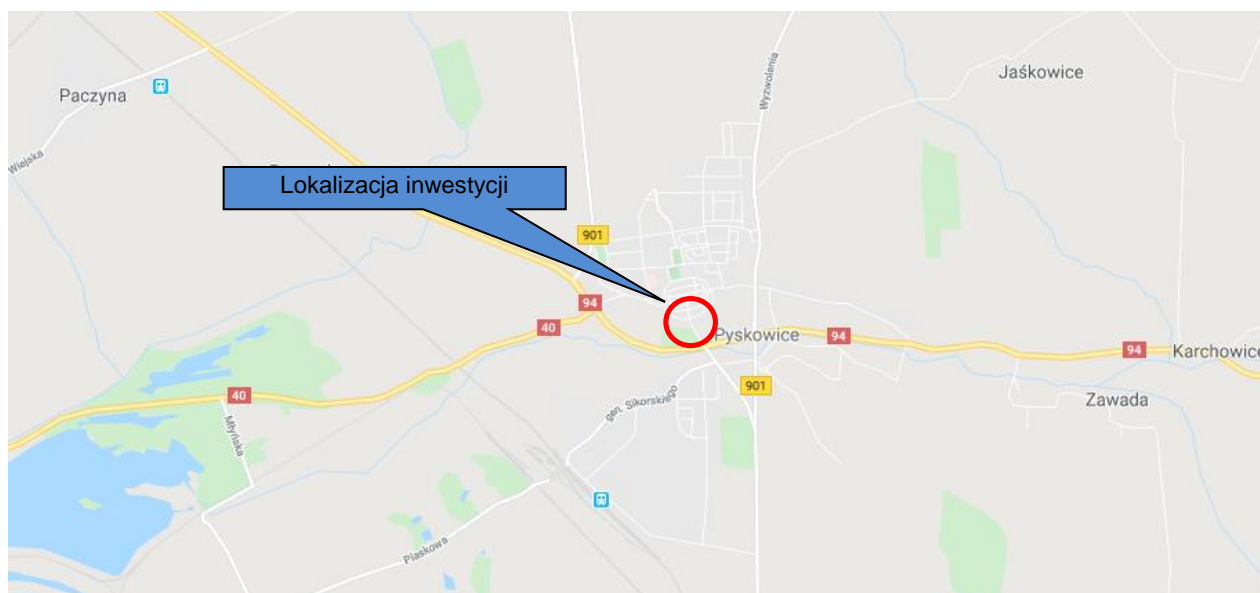 Jaśkowice
Paczyna
Wyzwolenia
Wiejska
Lokalizacja inwestycji
901
94
40
Pyskowice
94
94
Karchowice
901
40
gen. Sikorskiego
Zawada
Młyńska
Piaskowa